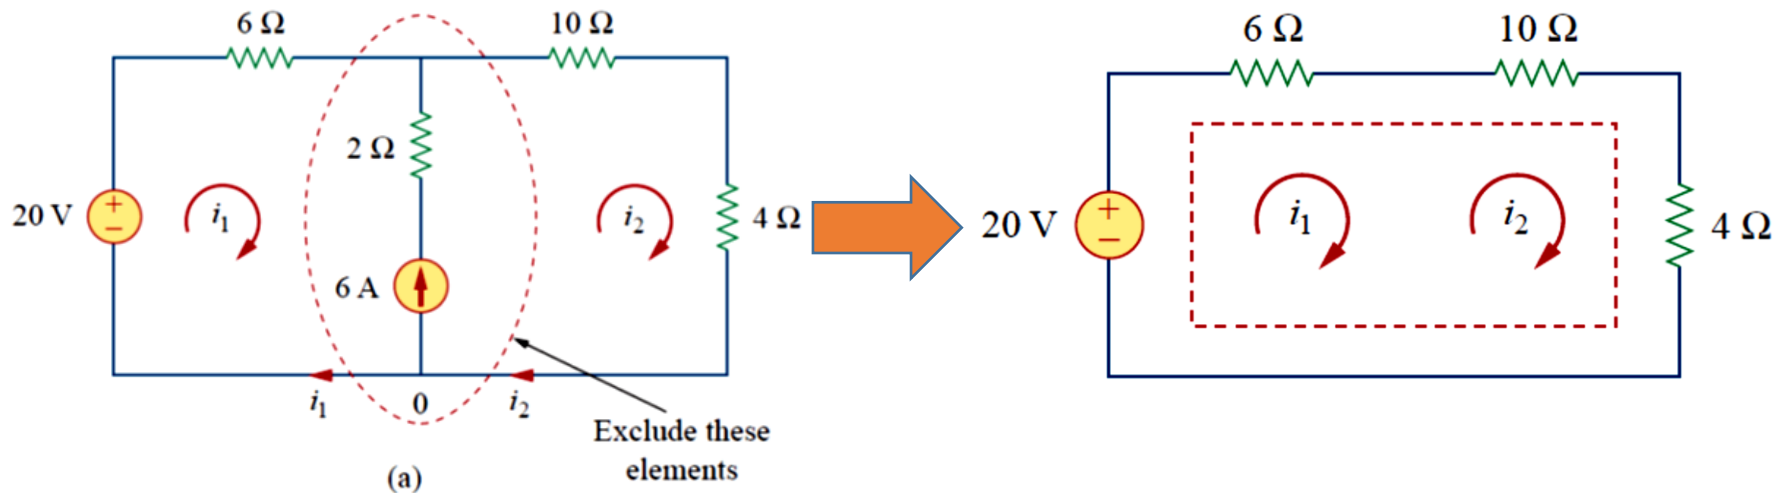 6 Ω
10 Ω
2 Ω
20 V
+
−
i1
i2
4 Ω
6 A
i1
0
i2
Exclude these
elements
(a)
6 Ω
10 Ω
20 V
+
−
i1
i2
4 Ω